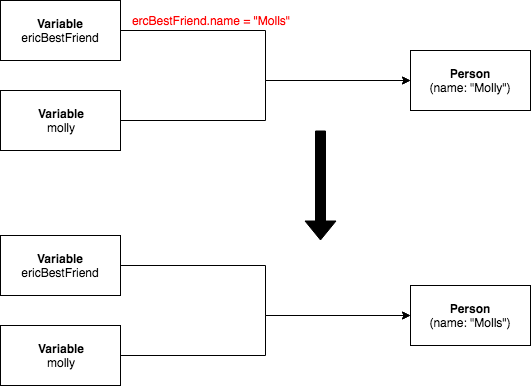 Variable
ericBestFriend
ercBestFriend.name = "Molls"
Person
(name: "Molly")
Variable
molly
Variable
ericBestFriend
Person
(name: "Molls")
Variable
molly